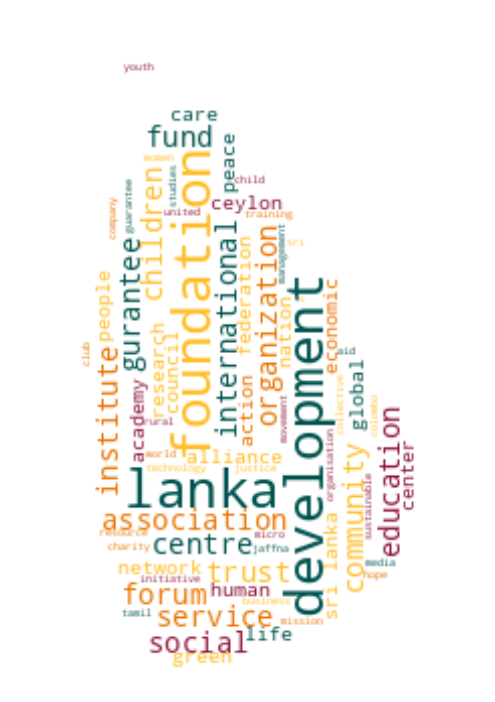 youth
care
fund
peace
women
studies
child
children
guarantee
company
united
ceylon
training
foundation
international
management
sri
federation
organization
gurantee
people
nation
development
economic
club
institute
research
council
academy
rural
action
movement
aid
global
collective
colombo
world
alliance
technology
justice
organisation
education
center
sustainable
community
lanka
association
resource
micro
charity
centre
jaffna
sri lanka
network
trust
media
hope
initiative
human
forum
business
tamil
service
mission
social
life
green